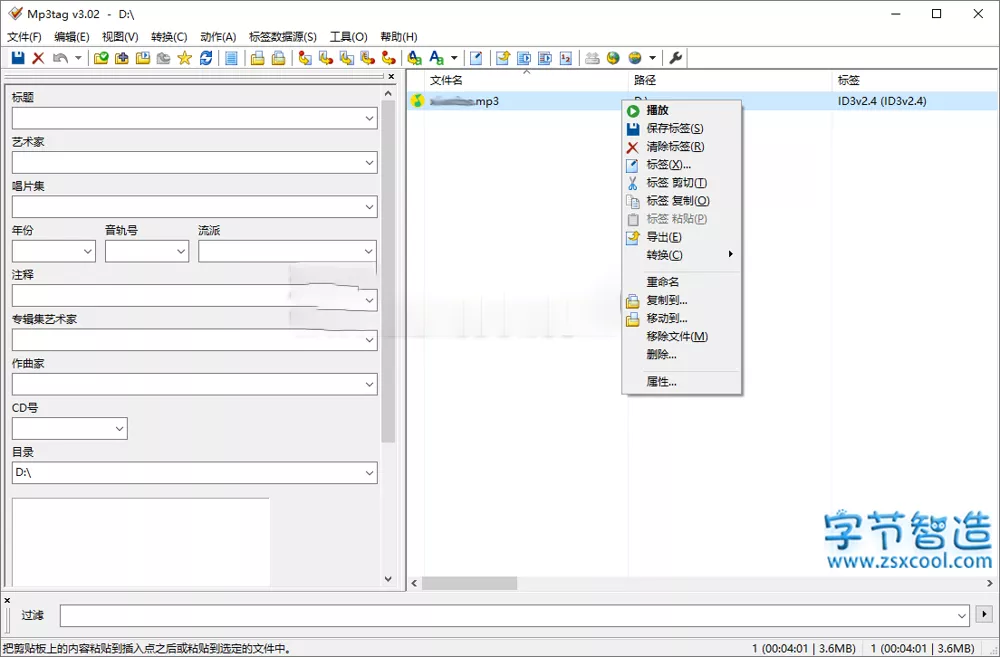 Mp3tag v3.02 - D:\
文件(F) 编辑(E) 视图(V) 转换(C) 动作(A) 标签数据源(S) 工具(O) 帮助(H)
标题
艺术家
唱片集
年份 音轨号 流派
注释
专辑集艺术家
作曲家
CD号
目录
D:\
文件名 路径 标签
.mp3 D:\ ID3v2.4 (ID3v2.4)
播放
保存标签(S)
清除标签(R)
标签(X)...
标签 剪切(T)
标签 复制(O)
标签 粘贴(P)
导出(E)
转换(C)
重命名
复制到...
移动到...
移除文件(M)
删除...
属性...
字节智造
www.zsxcool.com
过滤
把剪贴板上的内容粘贴到插入点之后或粘贴到选定的文件中。 1 (00:04:01 | 3.6MB) 1 (00:04:01 | 3.6MB)